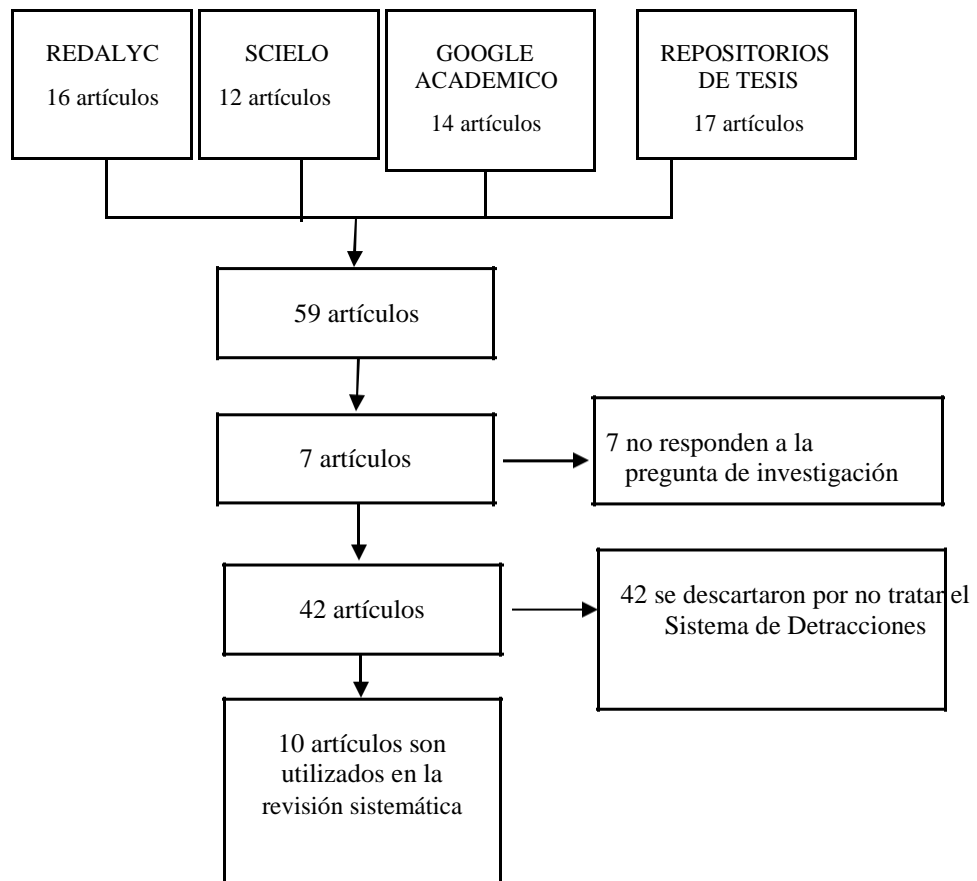 REDALYC
16 artículos
SCIELO
12 artículos
GOOGLE
ACADEMICO
14 artículos
REPOSITORIOS
DE TESIS
17 artículos
59 artículos
7 artículos
7 no responden a la
pregunta de investigación
42 artículos
42 se descartaron por no tratar el
Sistema de Detracciones
10 artículos son
utilizados en la
revisión sistemática